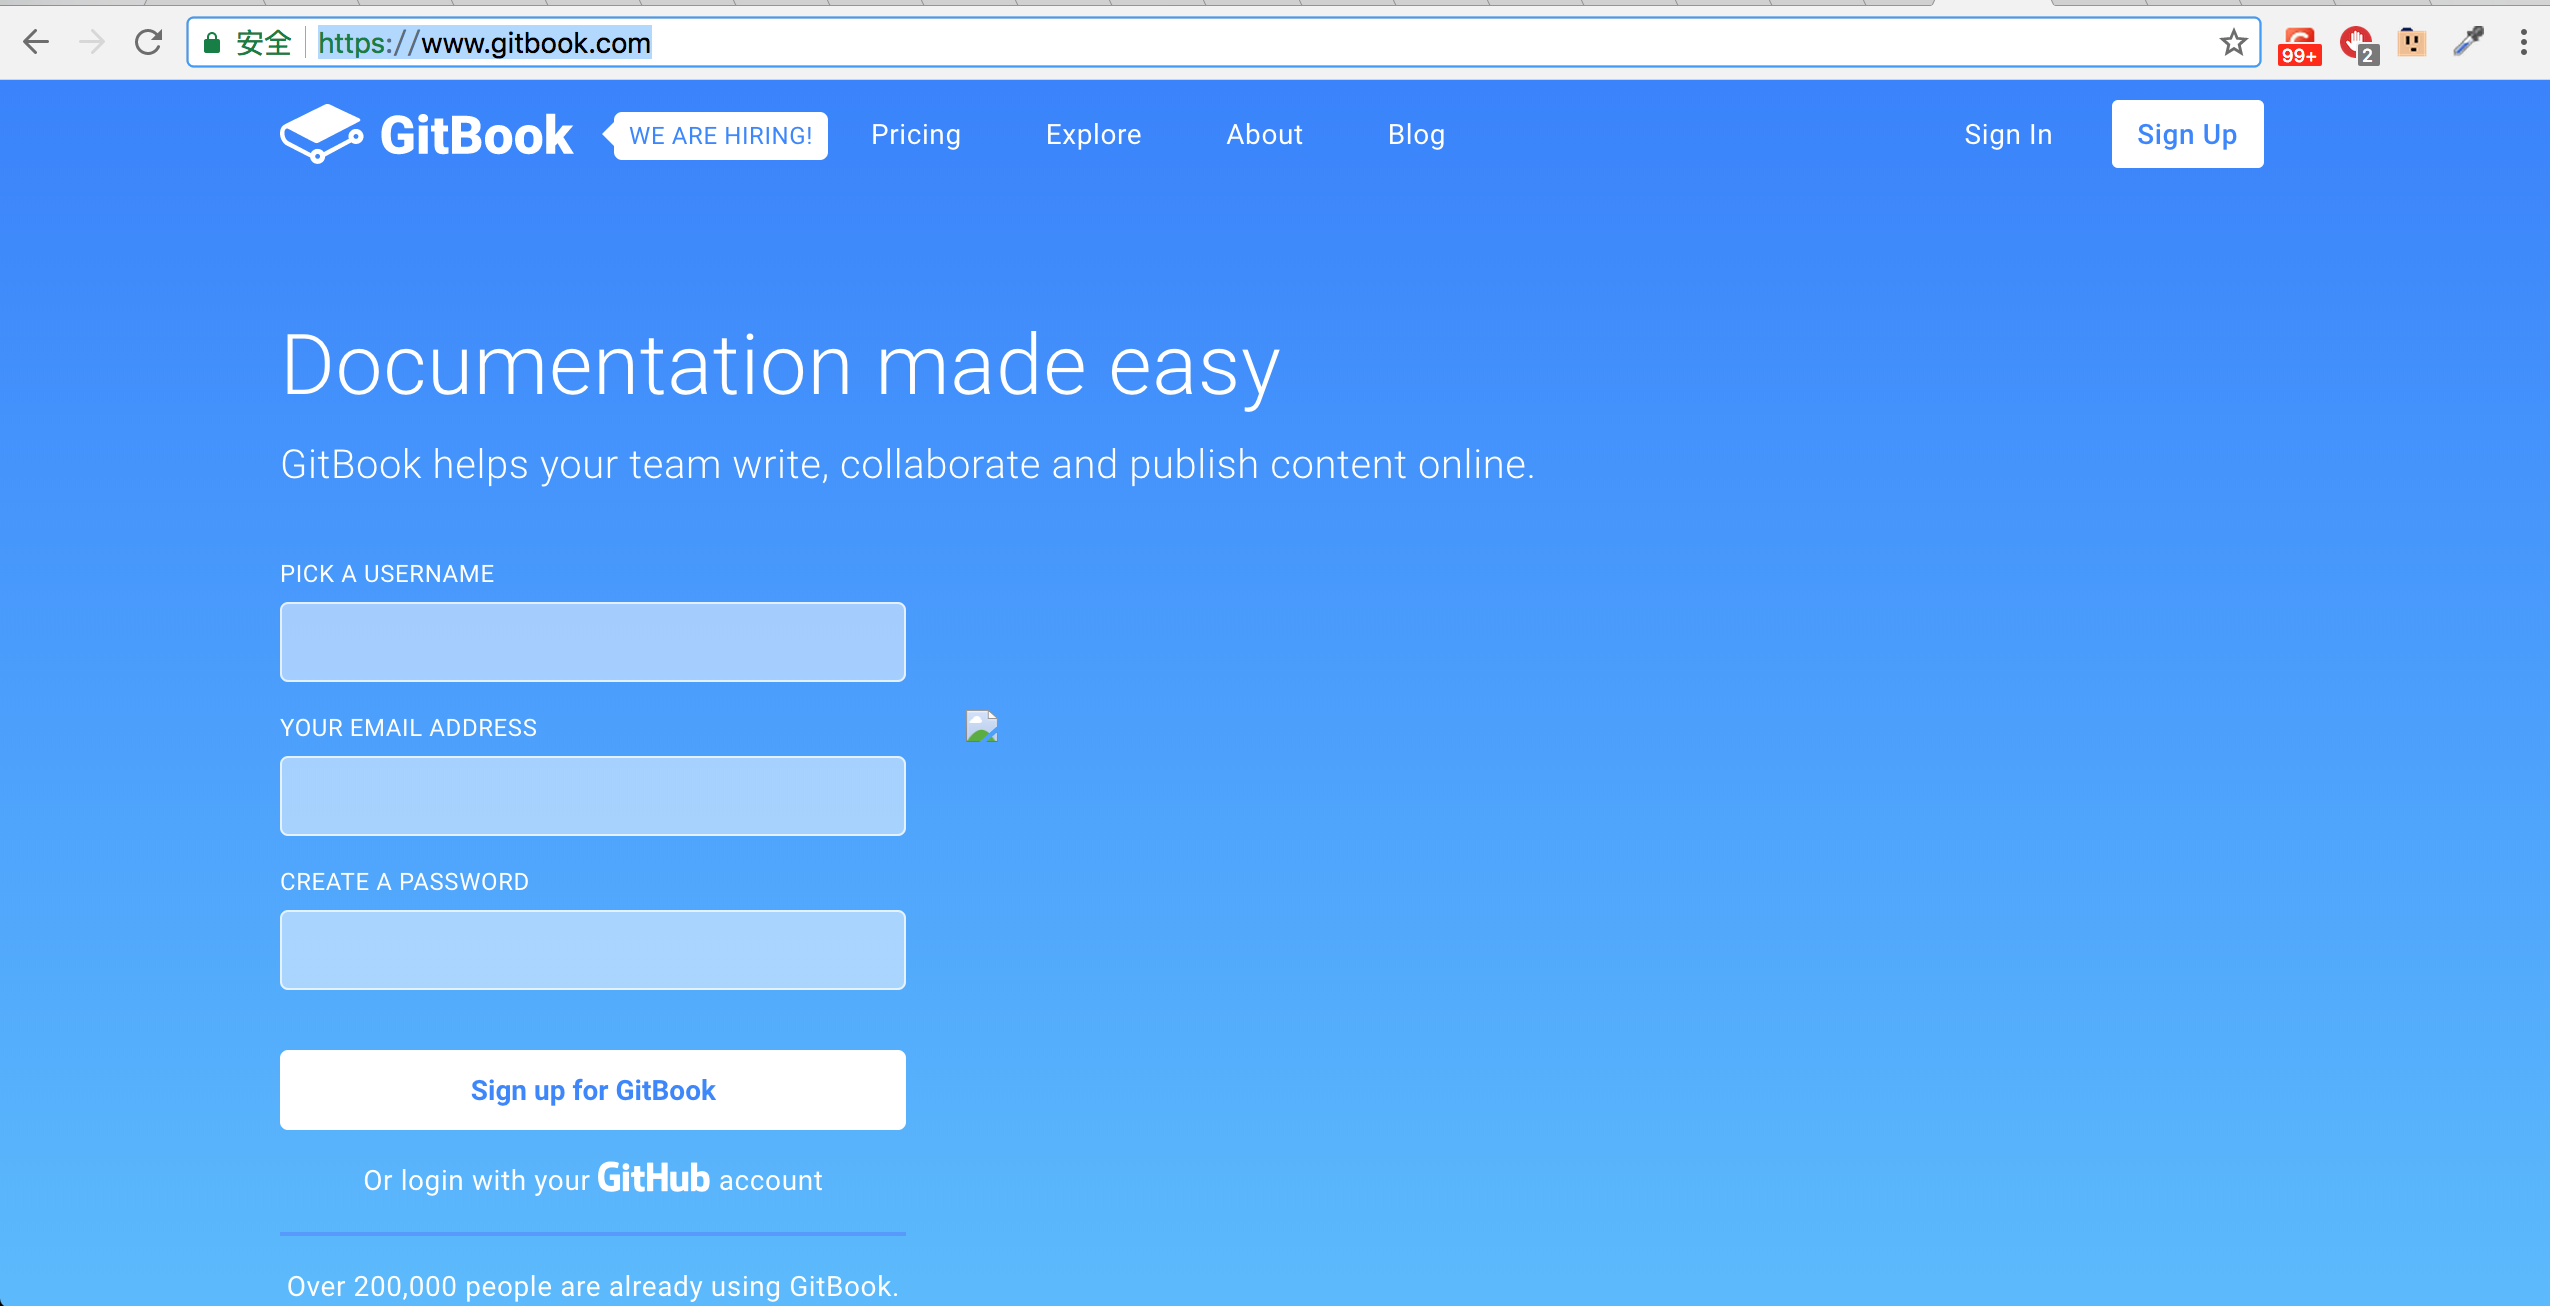 安全 https://www.gitbook.com
99+ 2
GitBook WE ARE HIRING! Pricing Explore About Blog Sign In Sign Up
Documentation made easy
GitBook helps your team write, collaborate and publish content online.
PICK A USERNAME
YOUR EMAIL ADDRESS
CREATE A PASSWORD
Sign up for GitBook
Or login with your GitHub account
Over 200,000 people are already using GitBook.